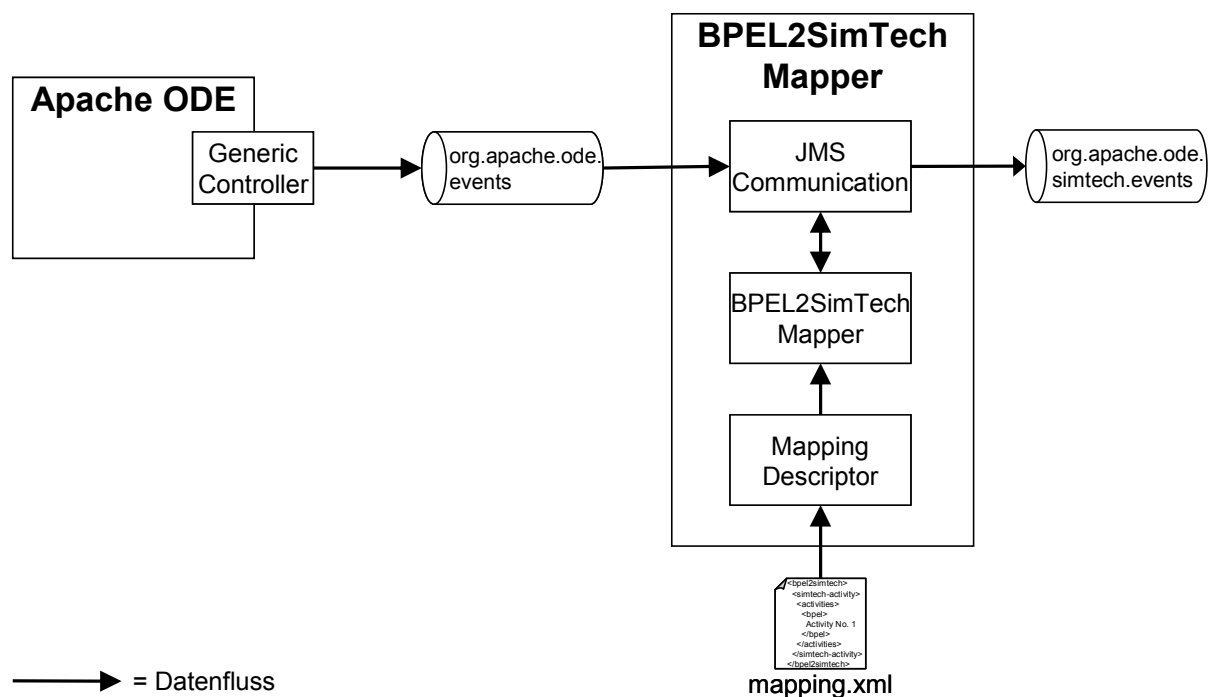 BPEL2SimTech
Mapper
Apache ODE
Generic
Controller
org.apache.ode.
events
JMS
Communication
org.apache.ode.
simtech.events
BPEL2SimTech
Mapper
Mapping
Descriptor
<bpel2simtech>
<simtech-activity>
<activities>
<bpel>
Activity No. 1
</bpel>
</activities>
</simtech-activity>
</bpel2simtech>
mapping.xml
= Datenfluss